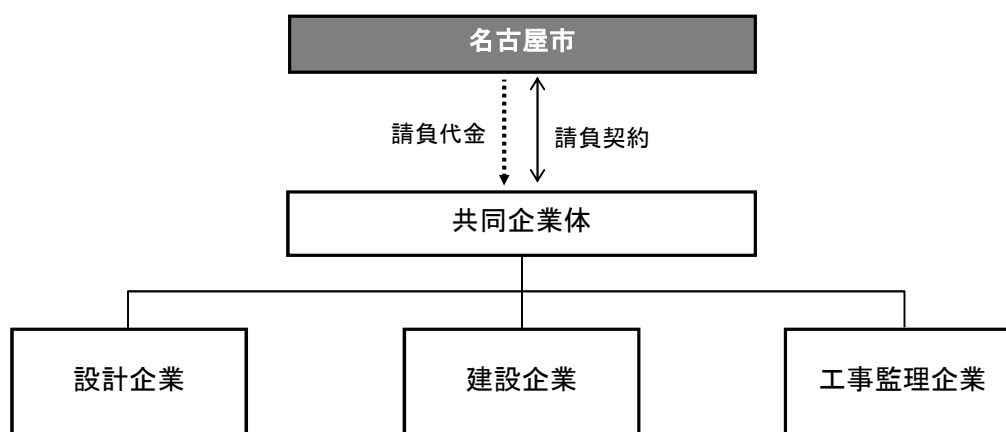 名古屋市
請負代金
請負契約
共同企業体
設計企業
建設企業
工事監理企業